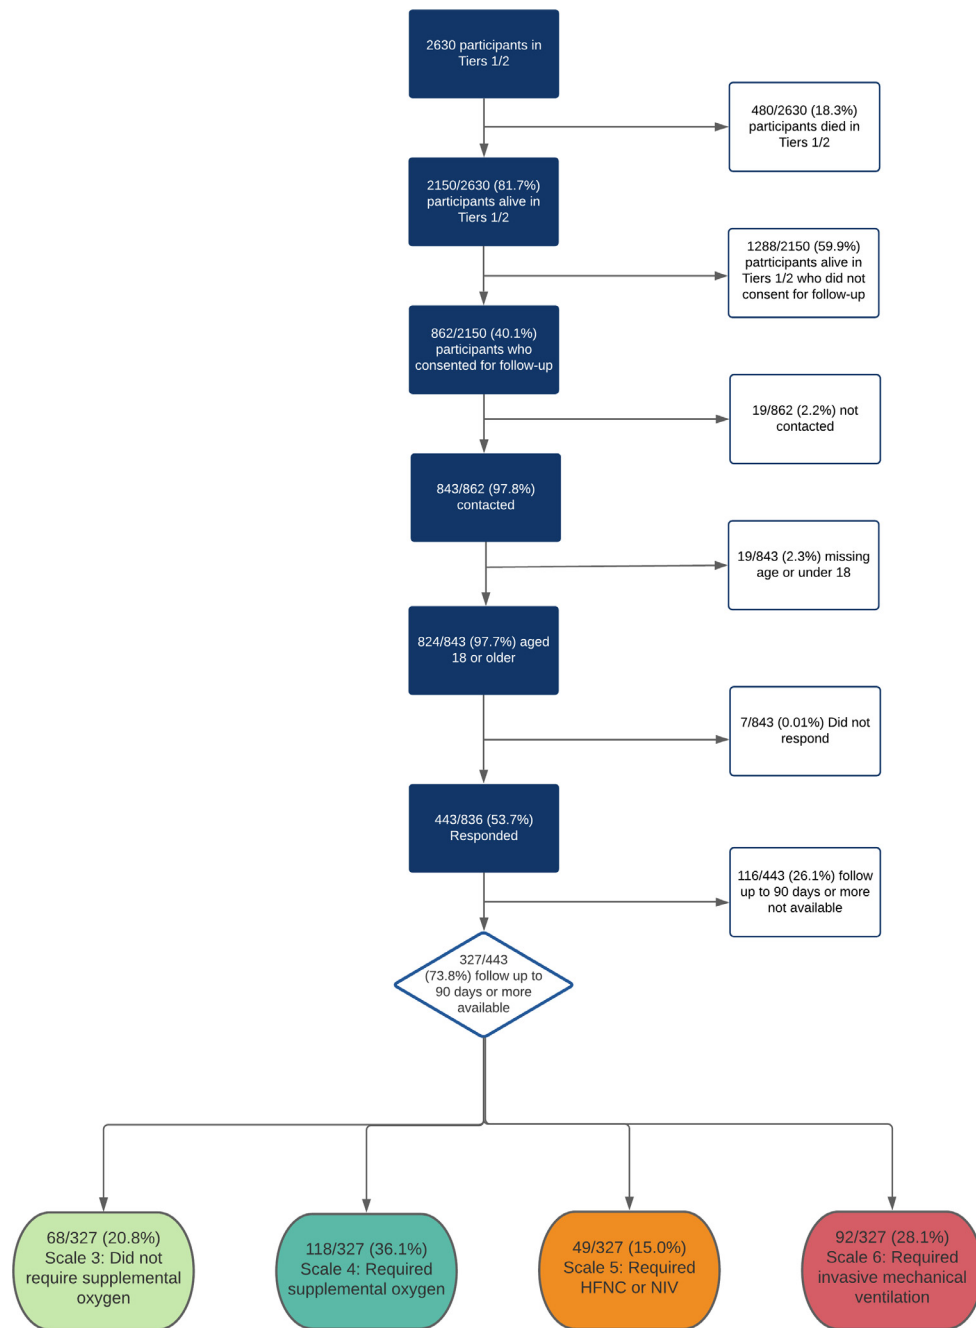 2630 participants in
Tiers 1/2
480/2630 (18.3%)
participants died in
Tiers 1/2
2150/2630 (81.7%)
participants alive in
Tiers 1/2
1288/2150 (59.9%)
patrticipants alive in
Tiers 1/2 who did not
consent for follow-up
862/2150 (40.1%)
participants who
consented for follow-up
19/862 (2.2%) not
contacted
843/862 (97.8%)
contacted
19/843 (2.3%) missing
age or under 18
824/843 (97.7%) aged
18 or older
7/843 (0.01%) Did not
respond
443/836 (53.7%)
Responded
116/443 (26.1%) follow
up to 90 days or more
not available
327/443
(73.8%) follow up to
90 days or more
available
68/327 (20.8%)
Scale 3: Did not
require supplemental
oxygen
118/327 (36.1%)
Scale 4: Required
supplemental oxygen
49/327 (15.0%)
Scale 5: Required
HFNC or NIV
92/327 (28.1%)
Scale 6: Required
invasive mechanical
ventilation